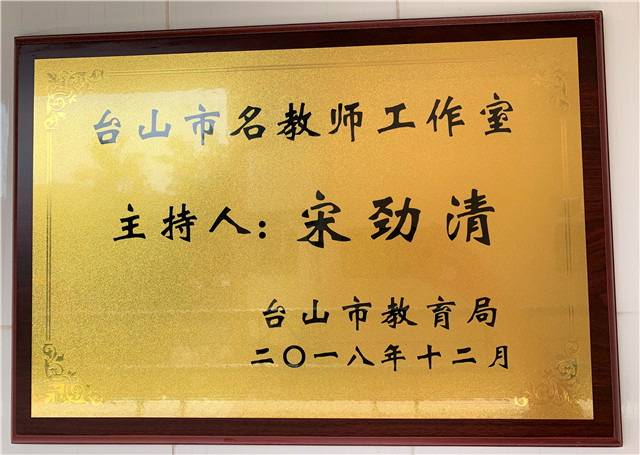 台山市名教师工作室
主持人：宋劲清
台山市教育局
二〇一八年十二月